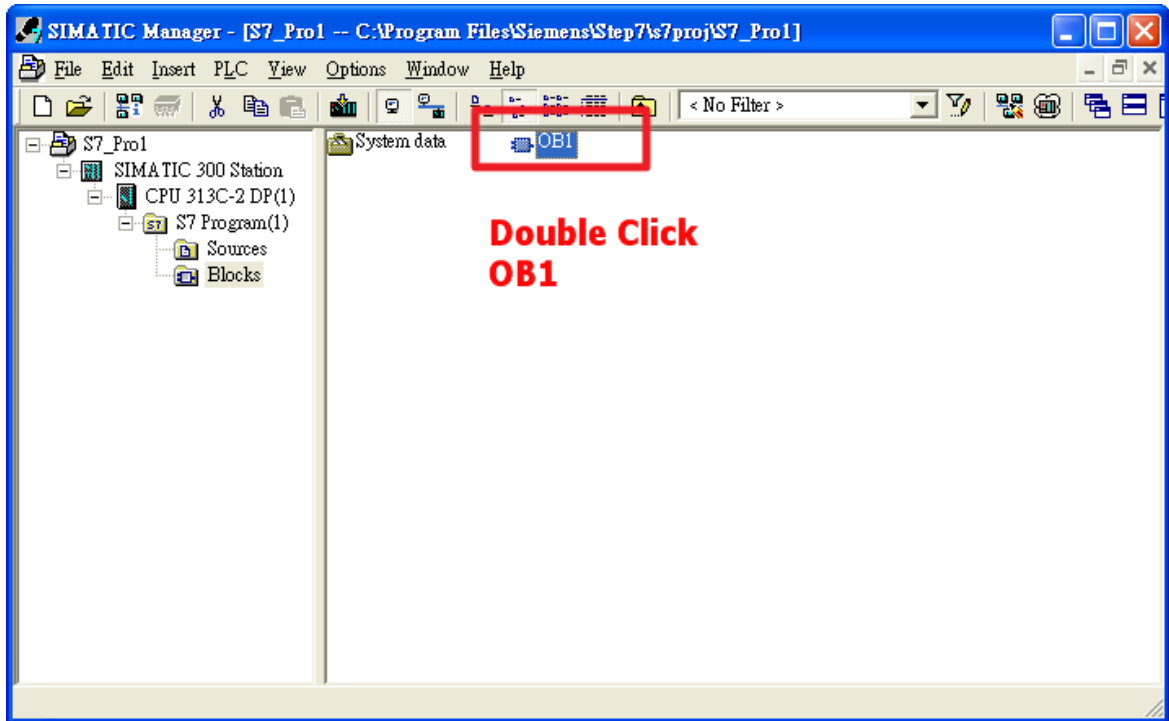 SIMATIC Manager - [S7_Pro1 -- C:\Program Files\Siemens\Step7\s7proj\S7_Pro1]
File Edit Insert PLC View Options Window Help
< No Filter >
S7_Pro1
SIMATIC 300 Station
CPU 313C-2 DP(1)
S7 Program(1)
Sources
Blocks
System data
OB1
Double Click
OB1